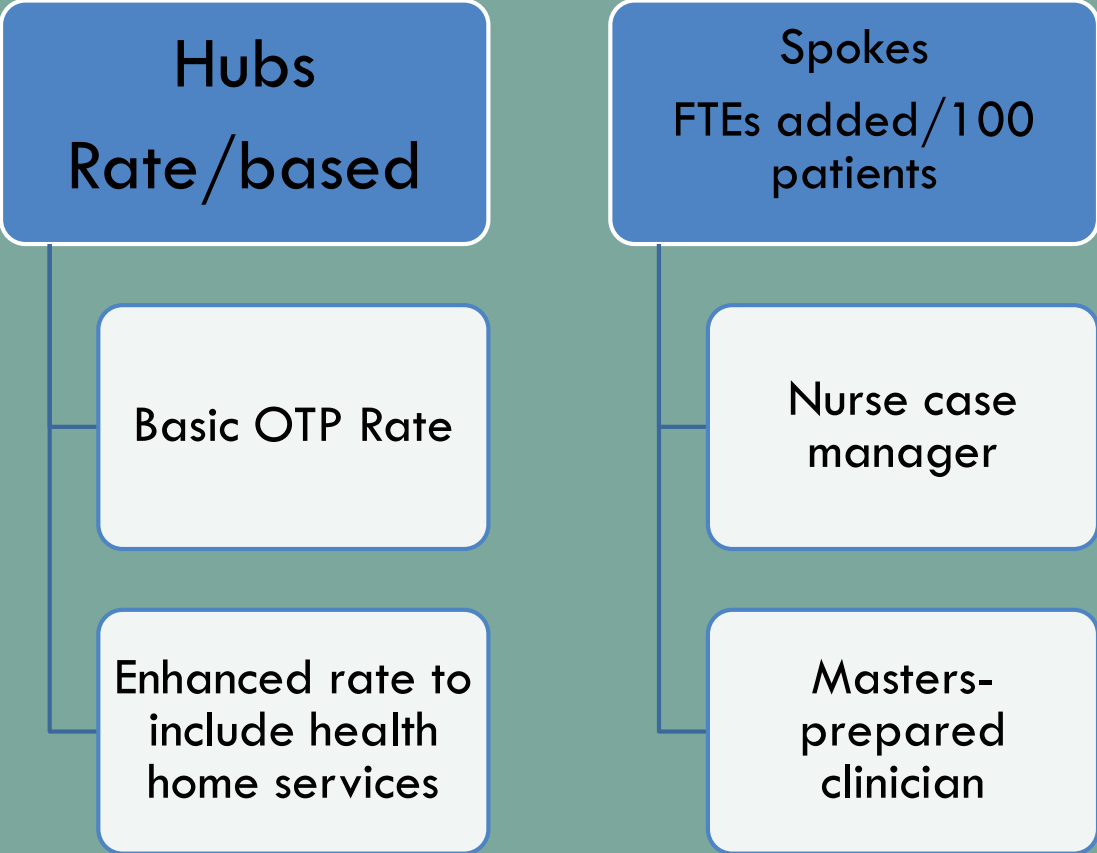 Hubs
Rate/based
Basic OTP Rate
Enhanced rate to
include health
home services
Spokes
FTEs added/100
patients
Nurse case
manager
Masters-
prepared
clinician